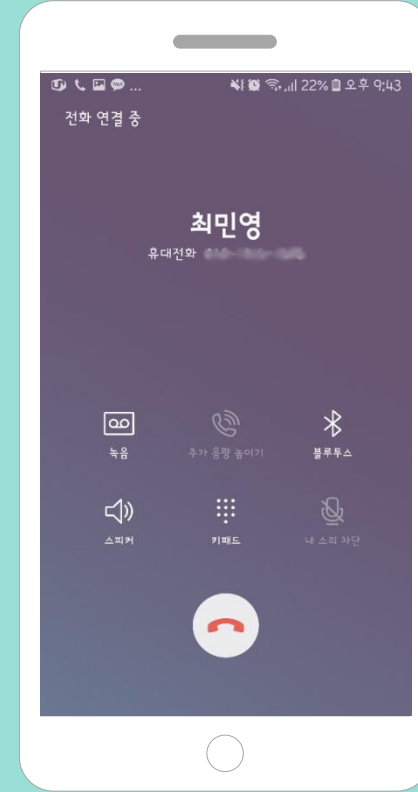 ... 22% 오후 9:43
전화 연결 중
최민영
휴대전화
녹음 추가 음량 높이기 블루투스
스피커 키패드 내 소리 차단